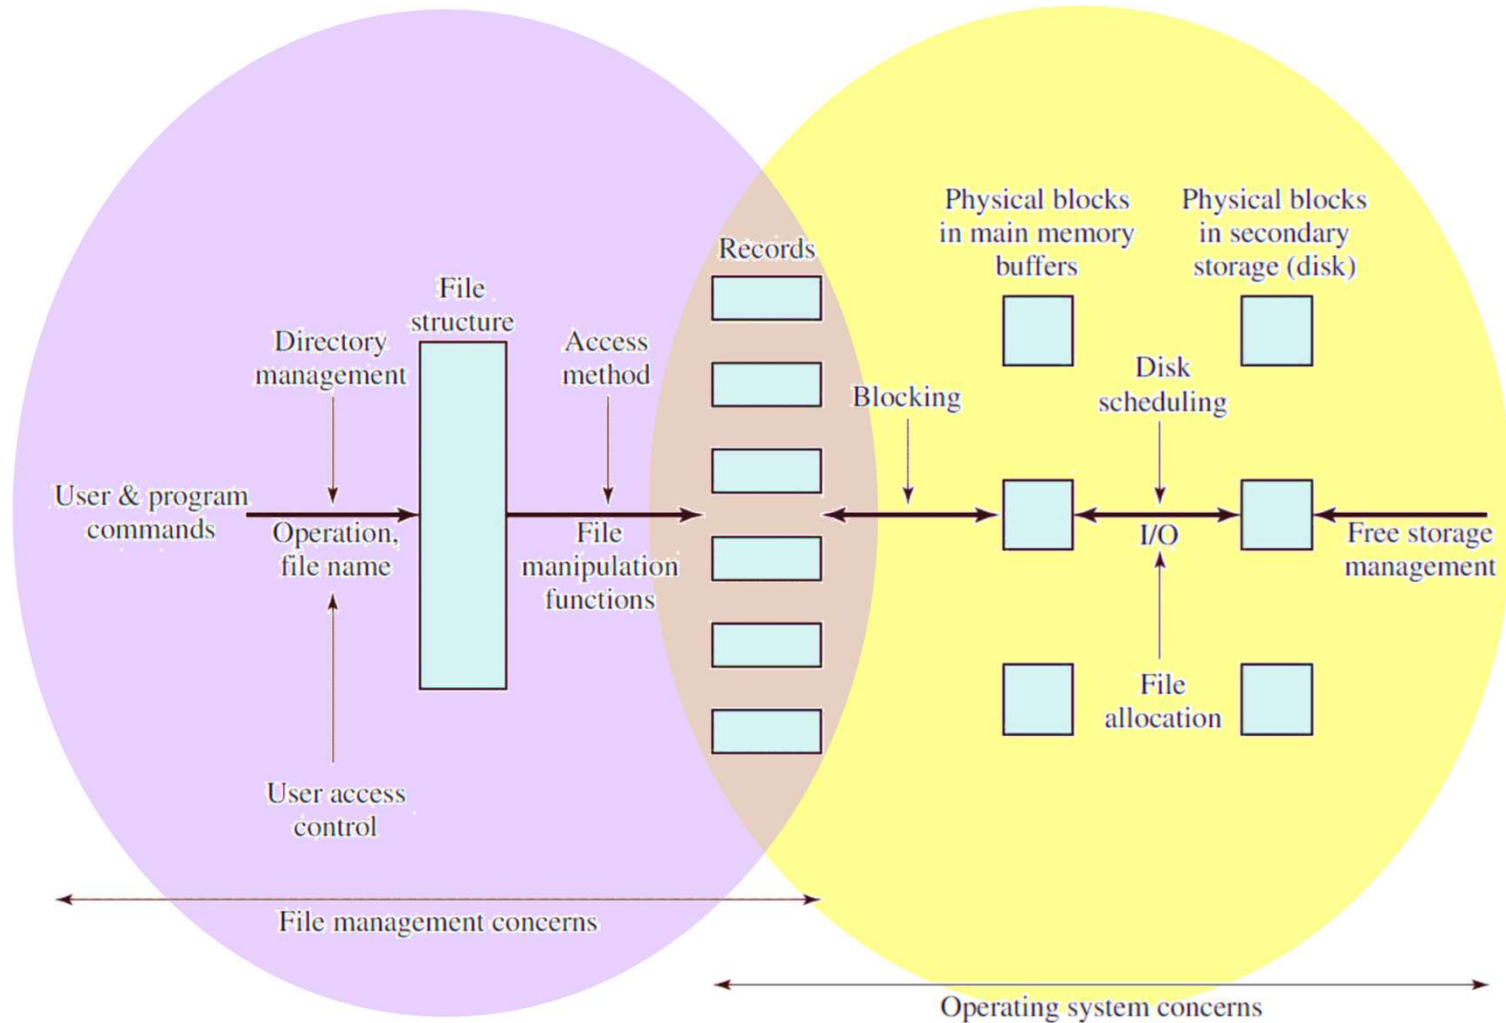 Physical blocks
in main memory
buffers
Physical blocks
in secondary
storage (disk)
Records
File
structure
Directory
management
Access
method
Disk
scheduling
Blocking
User & program
commands
Operation,
file name
File
manipulation
functions
I/O
Free storage
management
File
allocation
User access
control
File management concerns
Operating system concerns